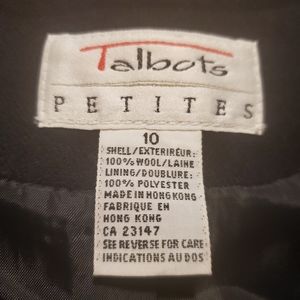 Talbots
PETITES
10
SHELL/EXTERIREUR:
100% WOOL/LAINE
LINING/DOUBLURE:
100% POLYESTER
MADE IN HONG KONG
FABRIQUE EN
HONG KONG
CA 23147
SEE REVERSE FOR CARE
INDICATIONS AU DOS